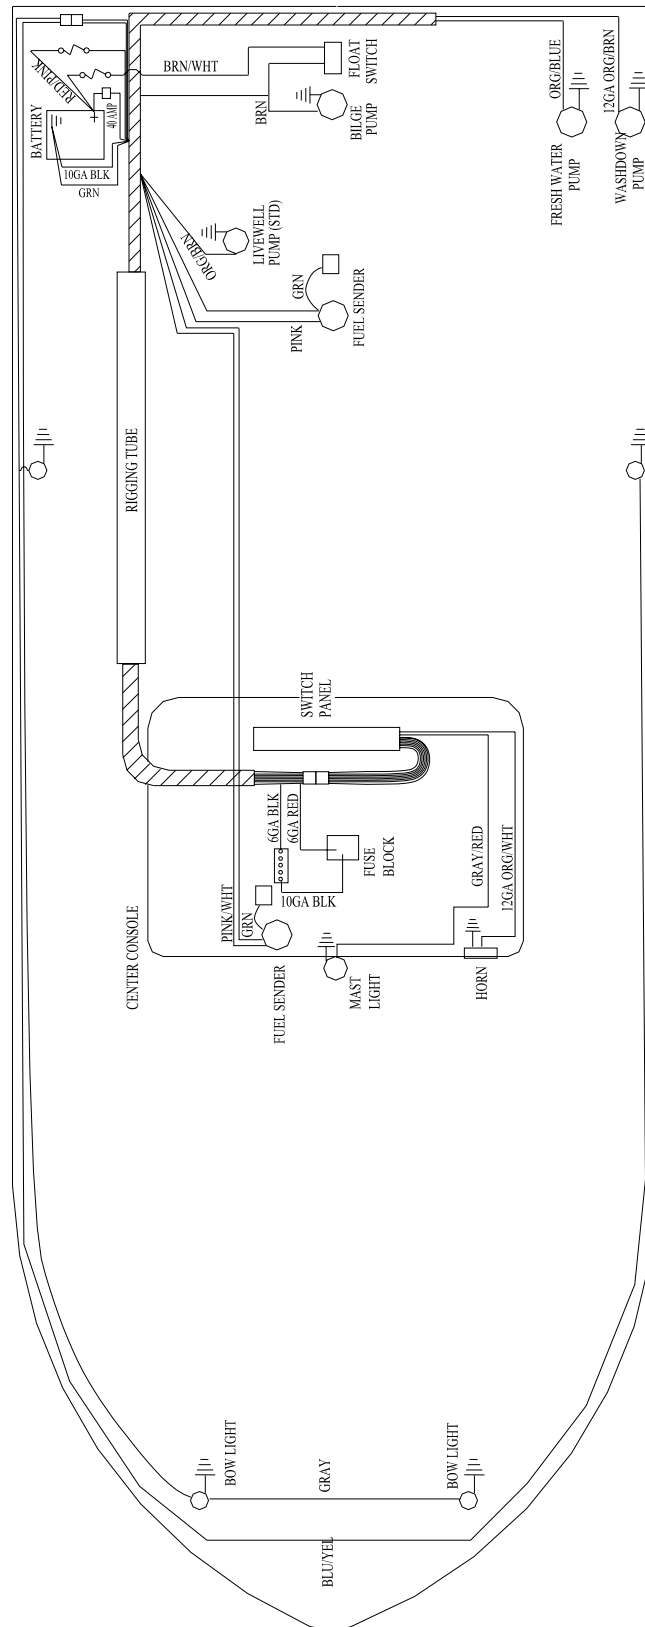 RED/PINK
BATTERY
40 AMP
10GA BLK
GRN
BRN/WHT
FLOAT
SWITCH
BRN
BILGE
PUMP
ORG/BLUE
12GA ORG/BRN
FRESH WATER
PUMP
WASHDOWN
PUMP
ORG/BRN
LIVEWELL
PUMP (STD)
GRN
PINK
FUEL SENDER
RIGGING TUBE
SWITCH
PANEL
6GA BLK
6GA RED
FUSE
BLOCK
10GA BLK
GRAY/RED
12GA ORG/WHT
PINK/WHT
GRN
CENTER CONSOLE
FUEL SENDER
MAST
LIGHT
HORN
BOW LIGHT
GRAY
BOW LIGHT
BLU/YEL